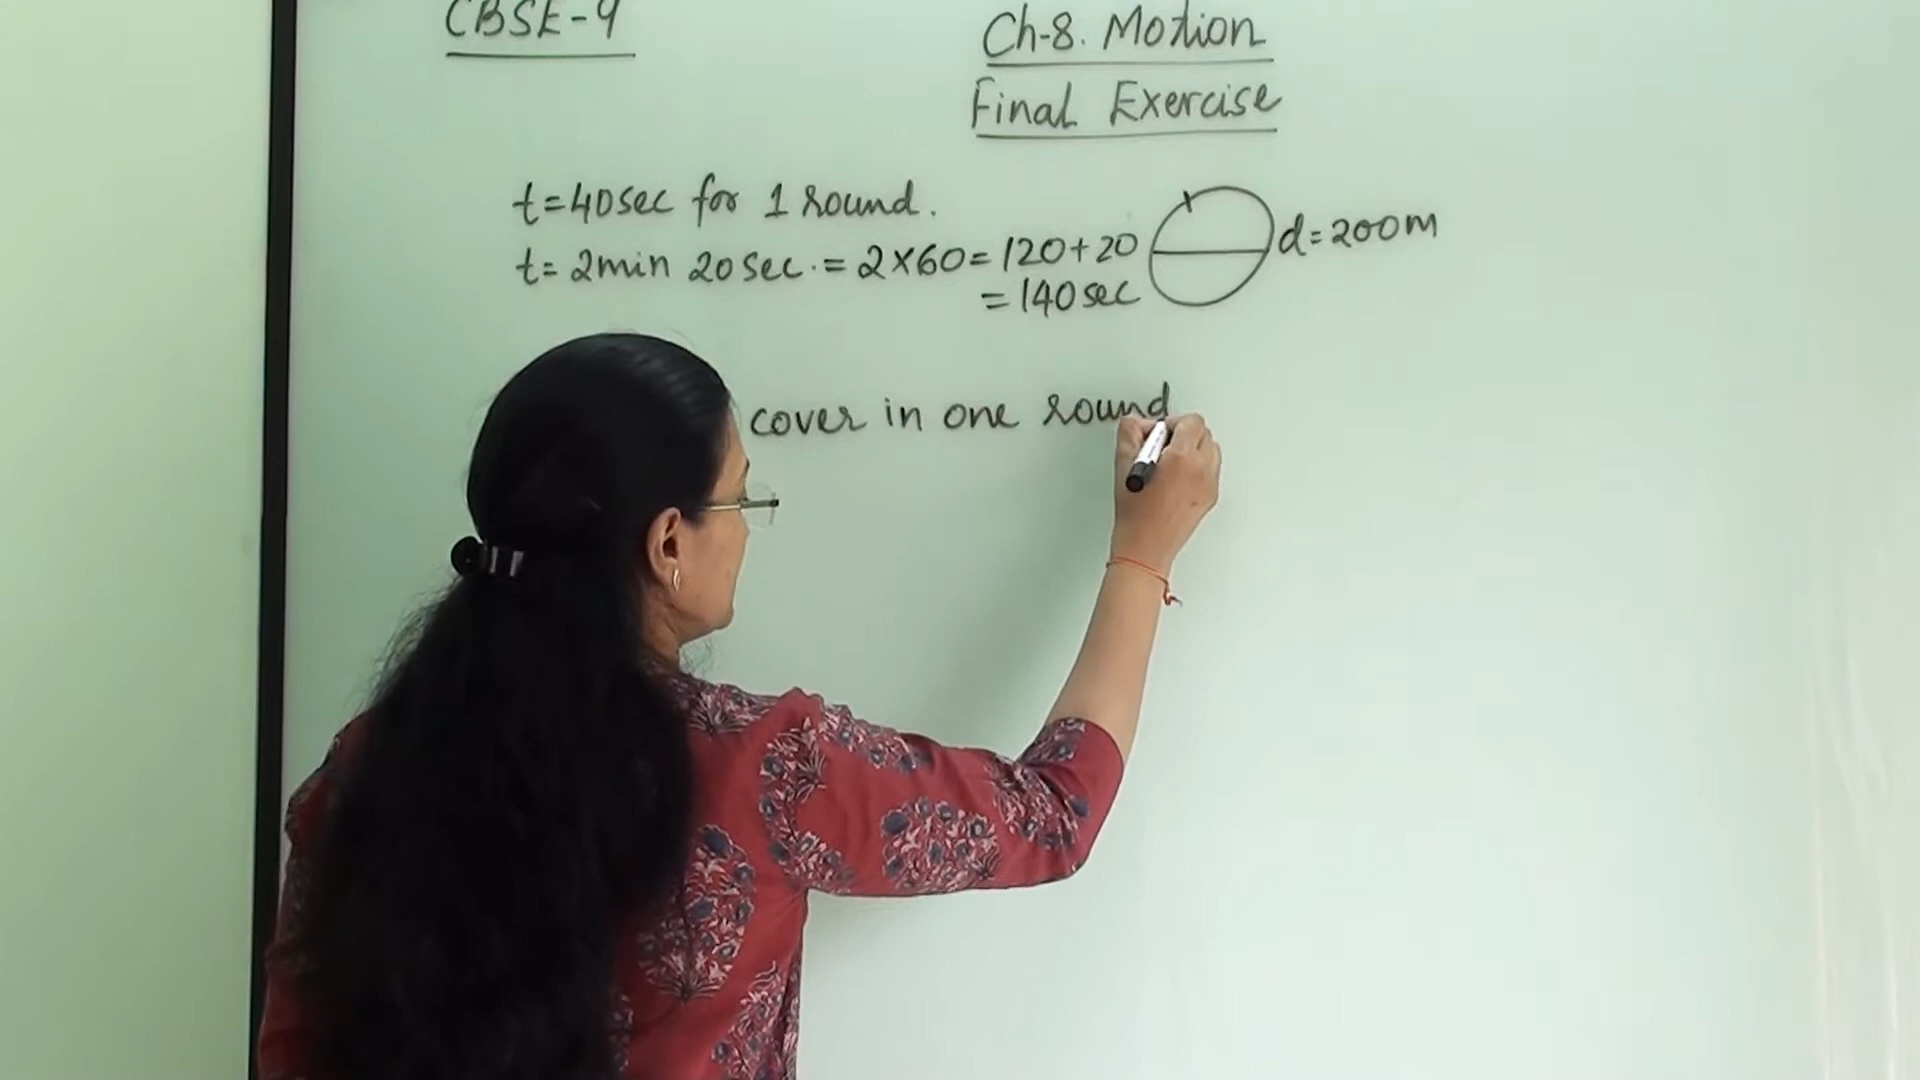 CBSE-9
Ch-8. Motion
Final Exercise
t=40sec for 1 round.
t= 2min 20sec.= 2×60= 120+20
= 140sec
d=200m
cover in one round